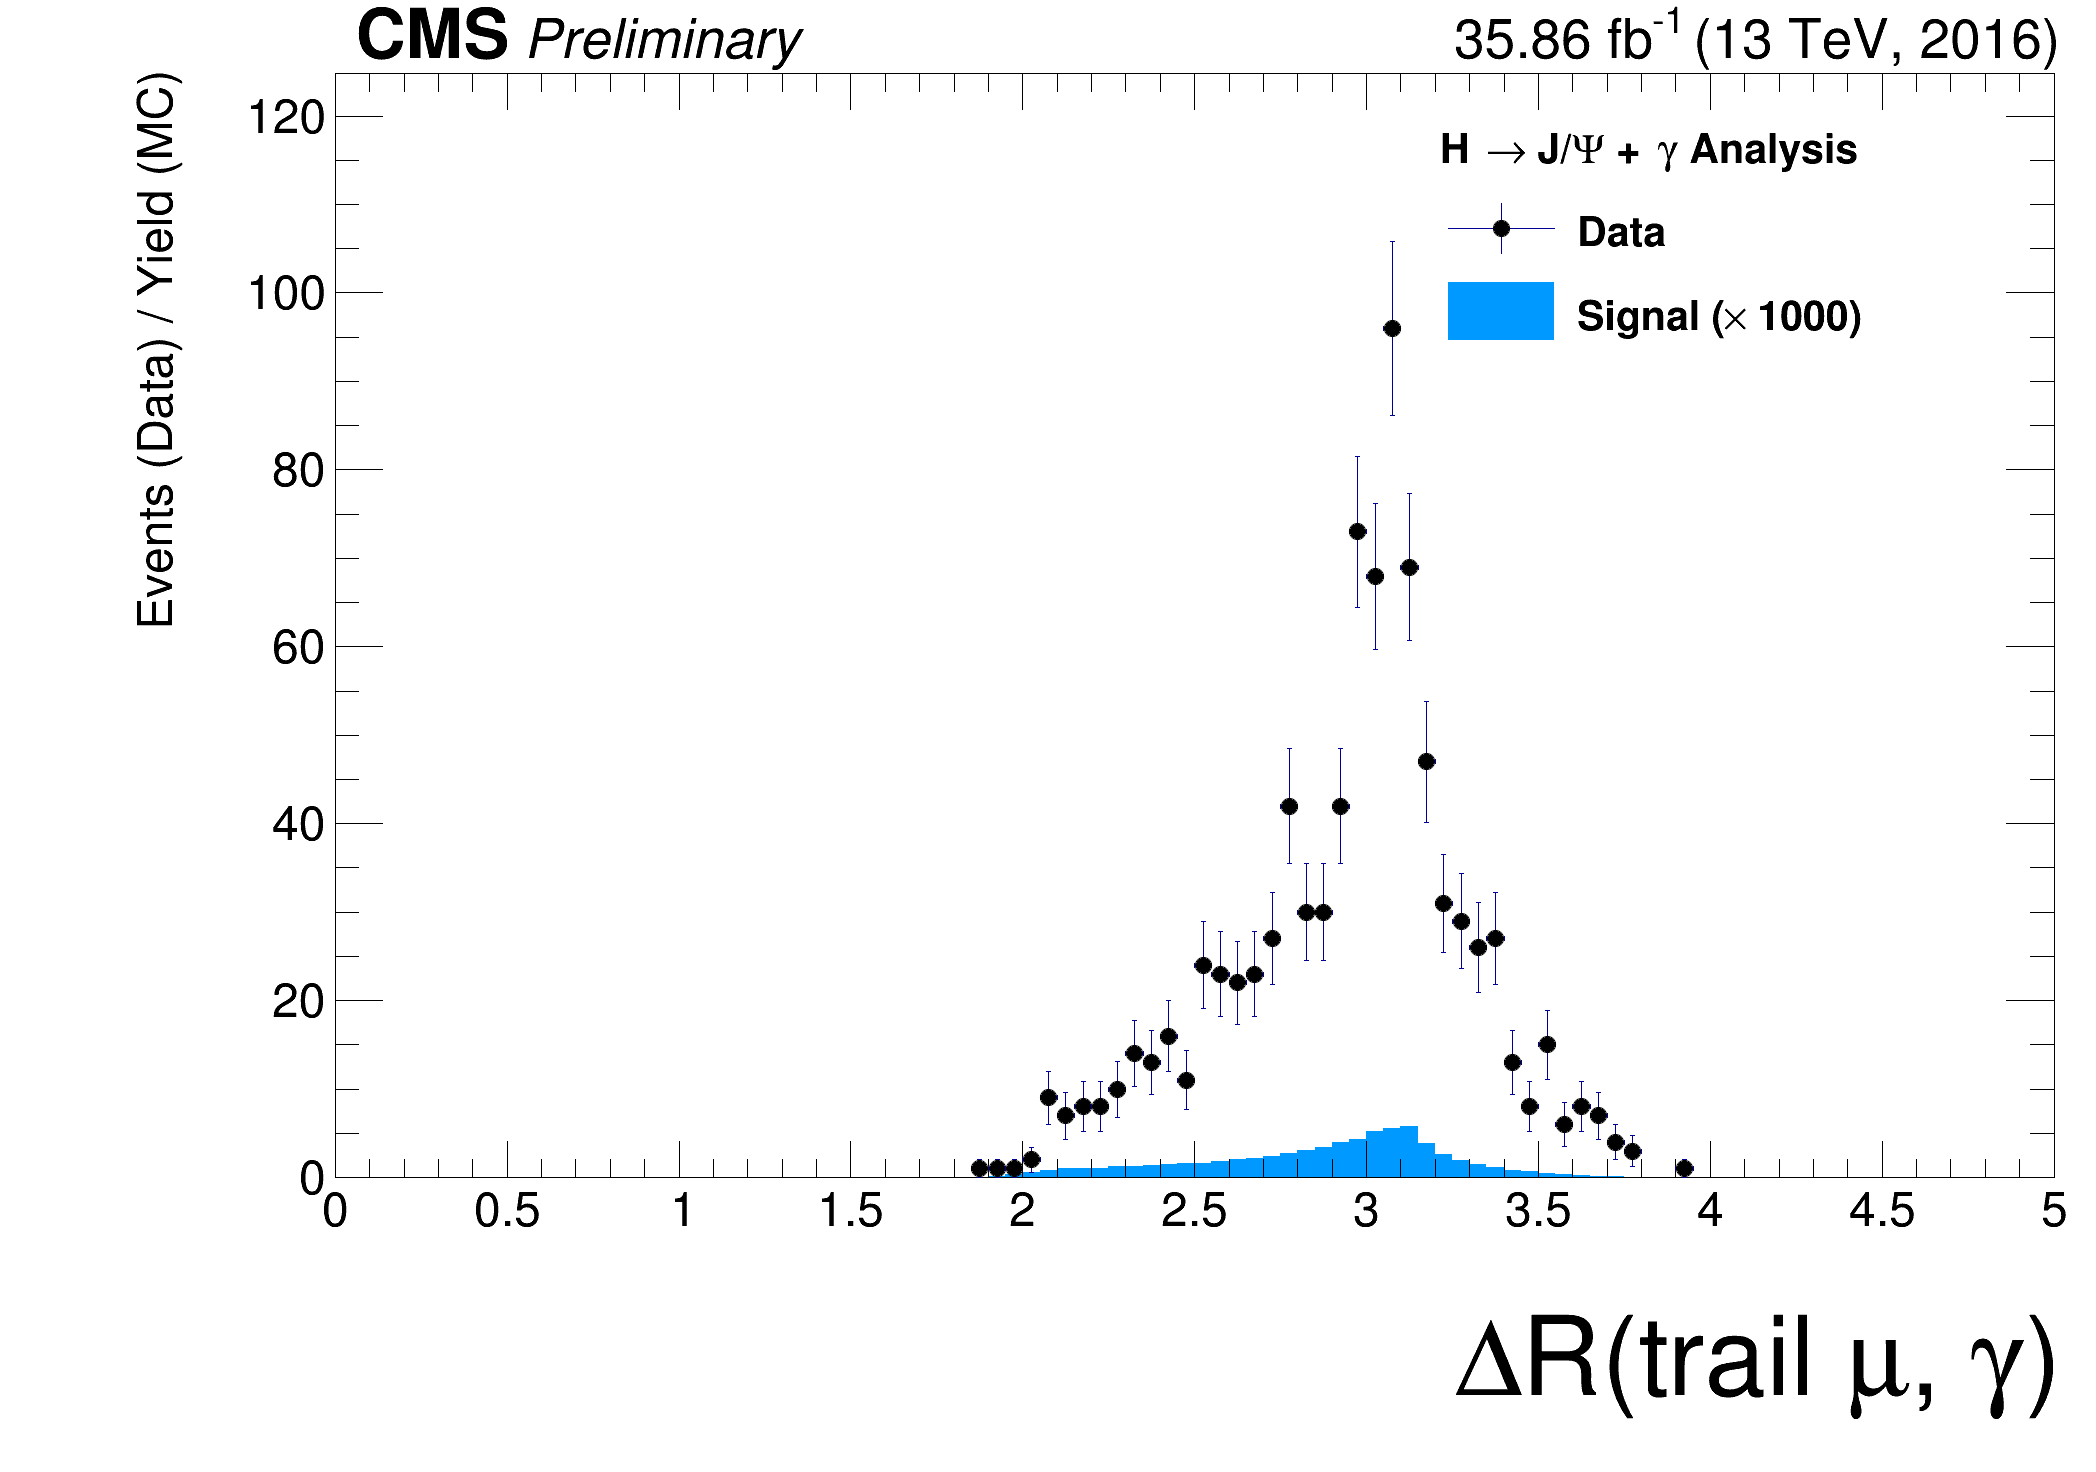 CMS Preliminary
35.86 fb⁻¹ (13 TeV, 2016)
Events (Data) / Yield (MC)
H → J/Ψ + γ Analysis
Data
Signal (× 1000)
120
100
80
60
40
20
0
0 0.5 1 1.5 2 2.5 3 3.5 4 4.5 5
ΔR(trail μ, γ)